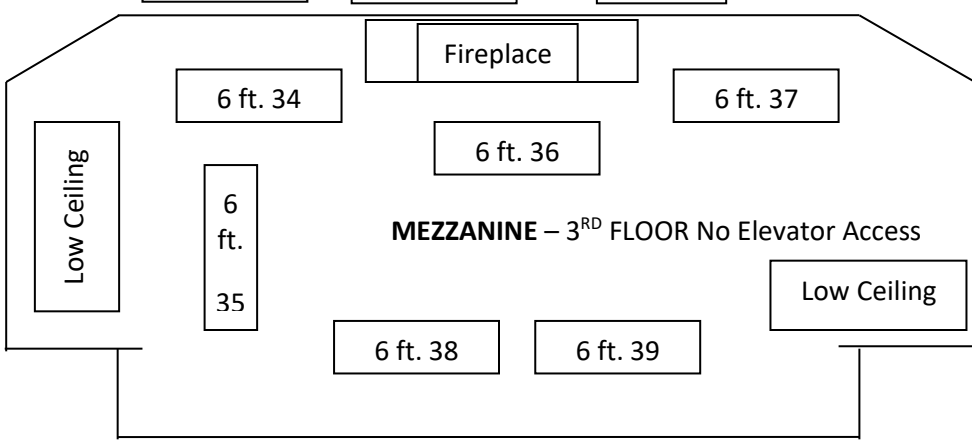 Fireplace
6 ft. 34
6 ft. 37
6 ft. 36
Low Ceiling
6
ft.
35
MEZZANINE – 3RD FLOOR No Elevator Access
Low Ceiling
6 ft. 38
6 ft. 39